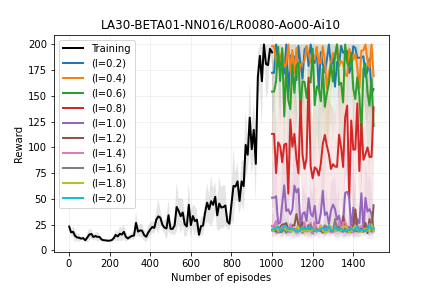 LA30-BETA01-NN016/LR0080-Ao00-Ai10
Reward
200
175
150
125
100
75
50
25
0
Training
(l=0.2)
(l=0.4)
(l=0.6)
(l=0.8)
(l=1.0)
(l=1.2)
(l=1.4)
(l=1.6)
(l=1.8)
(l=2.0)
0 200 400 600 800 1000 1200 1400
Number of episodes